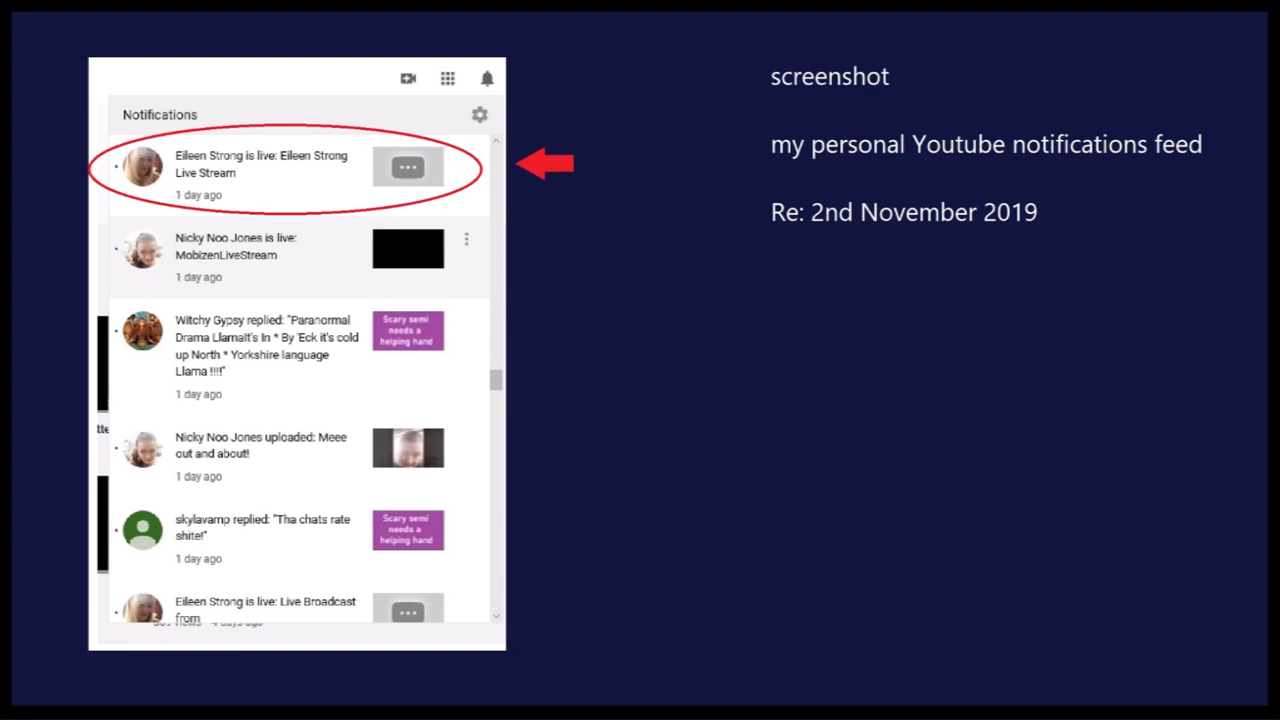 screenshot
my personal Youtube notifications feed
Re: 2nd November 2019
Notifications
Eileen Strong is live: Eileen Strong
Live Stream
1 day ago
Nicky Noo Jones is live:
MobizenLiveStream
1 day ago
Witchy Gypsy replied: "Paranormal
Drama LlamaIt's In * By 'Eck it's cold
up North * Yorkshire language
Llama !!!!"
1 day ago
Scary semi
needs a
helping hand
Nicky Noo Jones uploaded: Meee
out and about!
1 day ago
skylavamp replied: "Tha chats rate
shite!"
1 day ago
Scary semi
needs a
helping hand
Eileen Strong is live: Live Broadcast
from